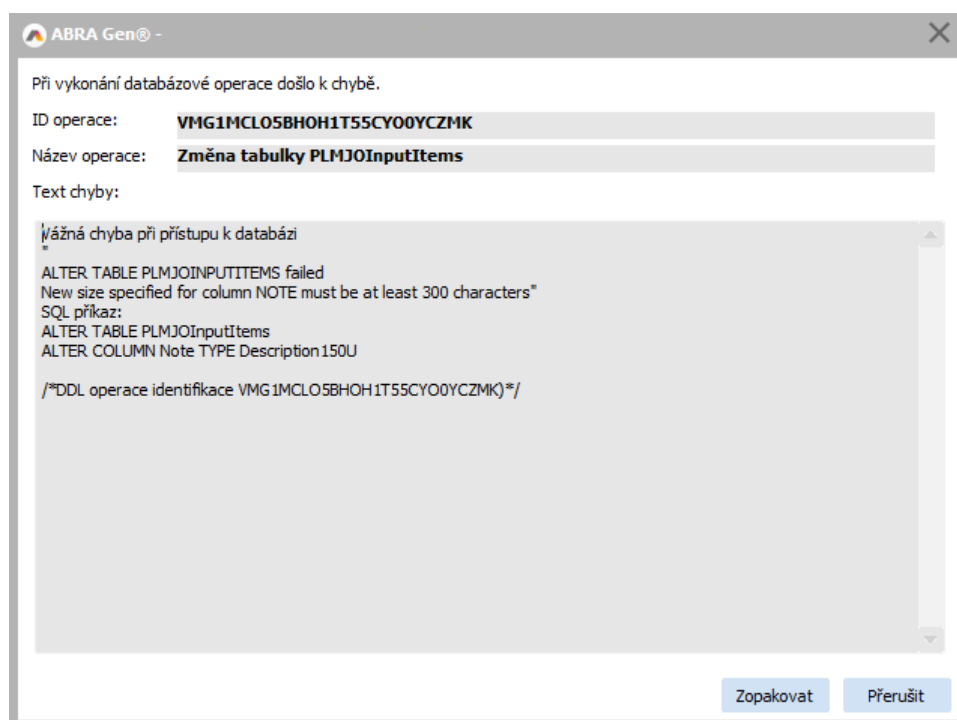 ABRA Gen® -
Při vykonání databázové operace došlo k chybě.
ID operace: VMG1MCLO5BHOH1T55CYO0YCZMK
Název operace: Změna tabulky PLMJOInputItems
Text chyby:
Vážná chyba při přístupu k databázi
"
ALTER TABLE PLMJOINPUTITEMS failed
New size specified for column NOTE must be at least 300 characters"
SQL příkaz:
ALTER TABLE PLMJOInputItems
ALTER COLUMN Note TYPE Description150U
/*DDL operace identifikace VMG1MCLO5BHOH1T55CYO0YCZMK)*/
Zopakovat Přerušit